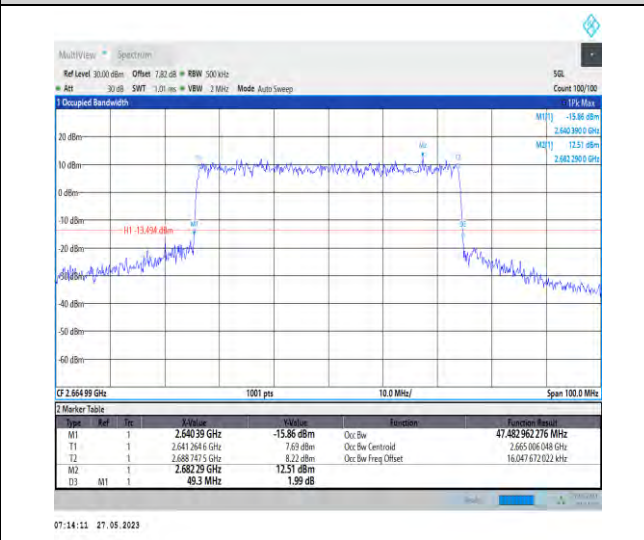 MultiView Spectrum
Ref Level 30.00 dBm Offset 7.82 dB RBW 500 kHz SGL
Att 30 dB SWT 1.01 ms VBW 2 MHz Mode Auto Sweep Count 100/100
1 Occupied Bandwidth 1Pk Max
M1[1] -15.86 dBm
2.640 390 0 GHz
M2[1] 12.51 dBm
2.682 290 0 GHz
20 dBm
M2
T1 T2
10 dBm
0 dBm
-10 dBm
M1 D3
H1 -13.494 dBm
-20 dBm
-30 dBm
-40 dBm
-50 dBm
-60 dBm
CF 2.664 99 GHz 1001 pts 10.0 MHz/ Span 100.0 MHz
2 Marker Table
Type Ref Trc X-Value Y-Value Function Function Result
M1 1 2.640 39 GHz -15.86 dBm Occ Bw 47.482 962 276 MHz
T1 1 2.641 264 6 GHz 7.69 dBm Occ Bw Centroid 2.665 006 048 GHz
T2 1 2.688 747 5 GHz 8.22 dBm Occ Bw Freq Offset 16.047 672 022 kHz
M2 1 2.682 29 GHz 12.51 dBm
D3 M1 1 49.3 MHz 1.99 dB
07:14:11 27.05.2023